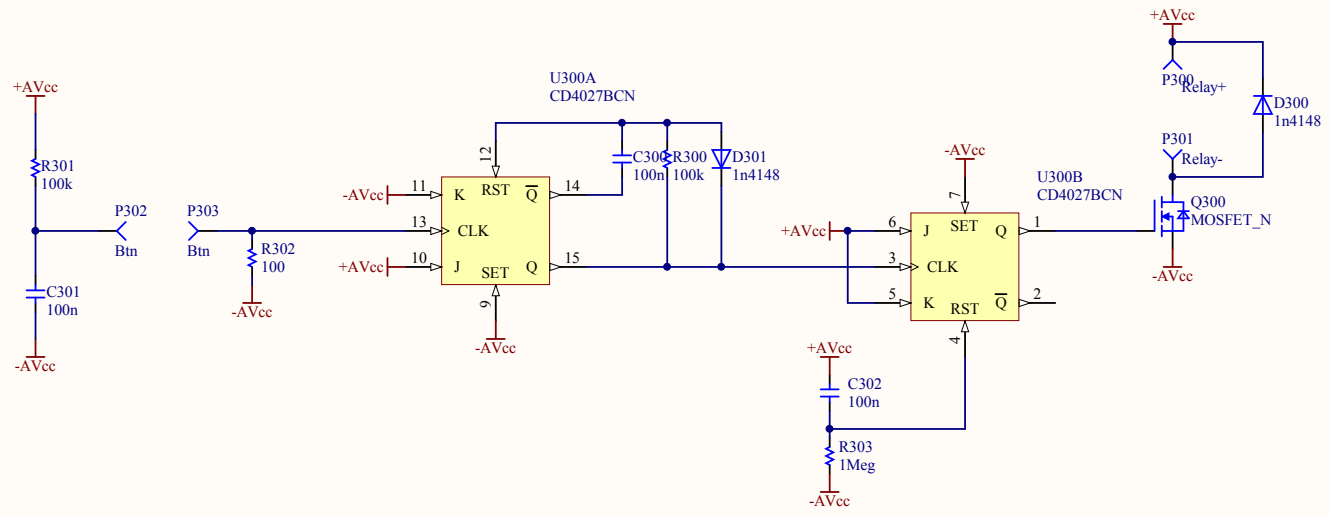 +AVcc
R301
100k
P302
Btn
C301
100n
-AVcc
P303
Btn
R302
100
-AVcc
U300A
CD4027BCN
12
-AVcc
11
K
RST
Q
14
13
CLK
+AVcc
10
J
SET
Q
15
9
-AVcc
C300
100n
R300
100k
D301
1n4148
-AVcc
7
U300B
CD4027BCN
+AVcc
6
J
SET
Q
1
3
CLK
5
K
RST
Q
2
4
+AVcc
C302
100n
R303
1Meg
-AVcc
+AVcc
P300
Relay+
D300
1n4148
P301
Relay-
Q300
MOSFET_N
-AVcc